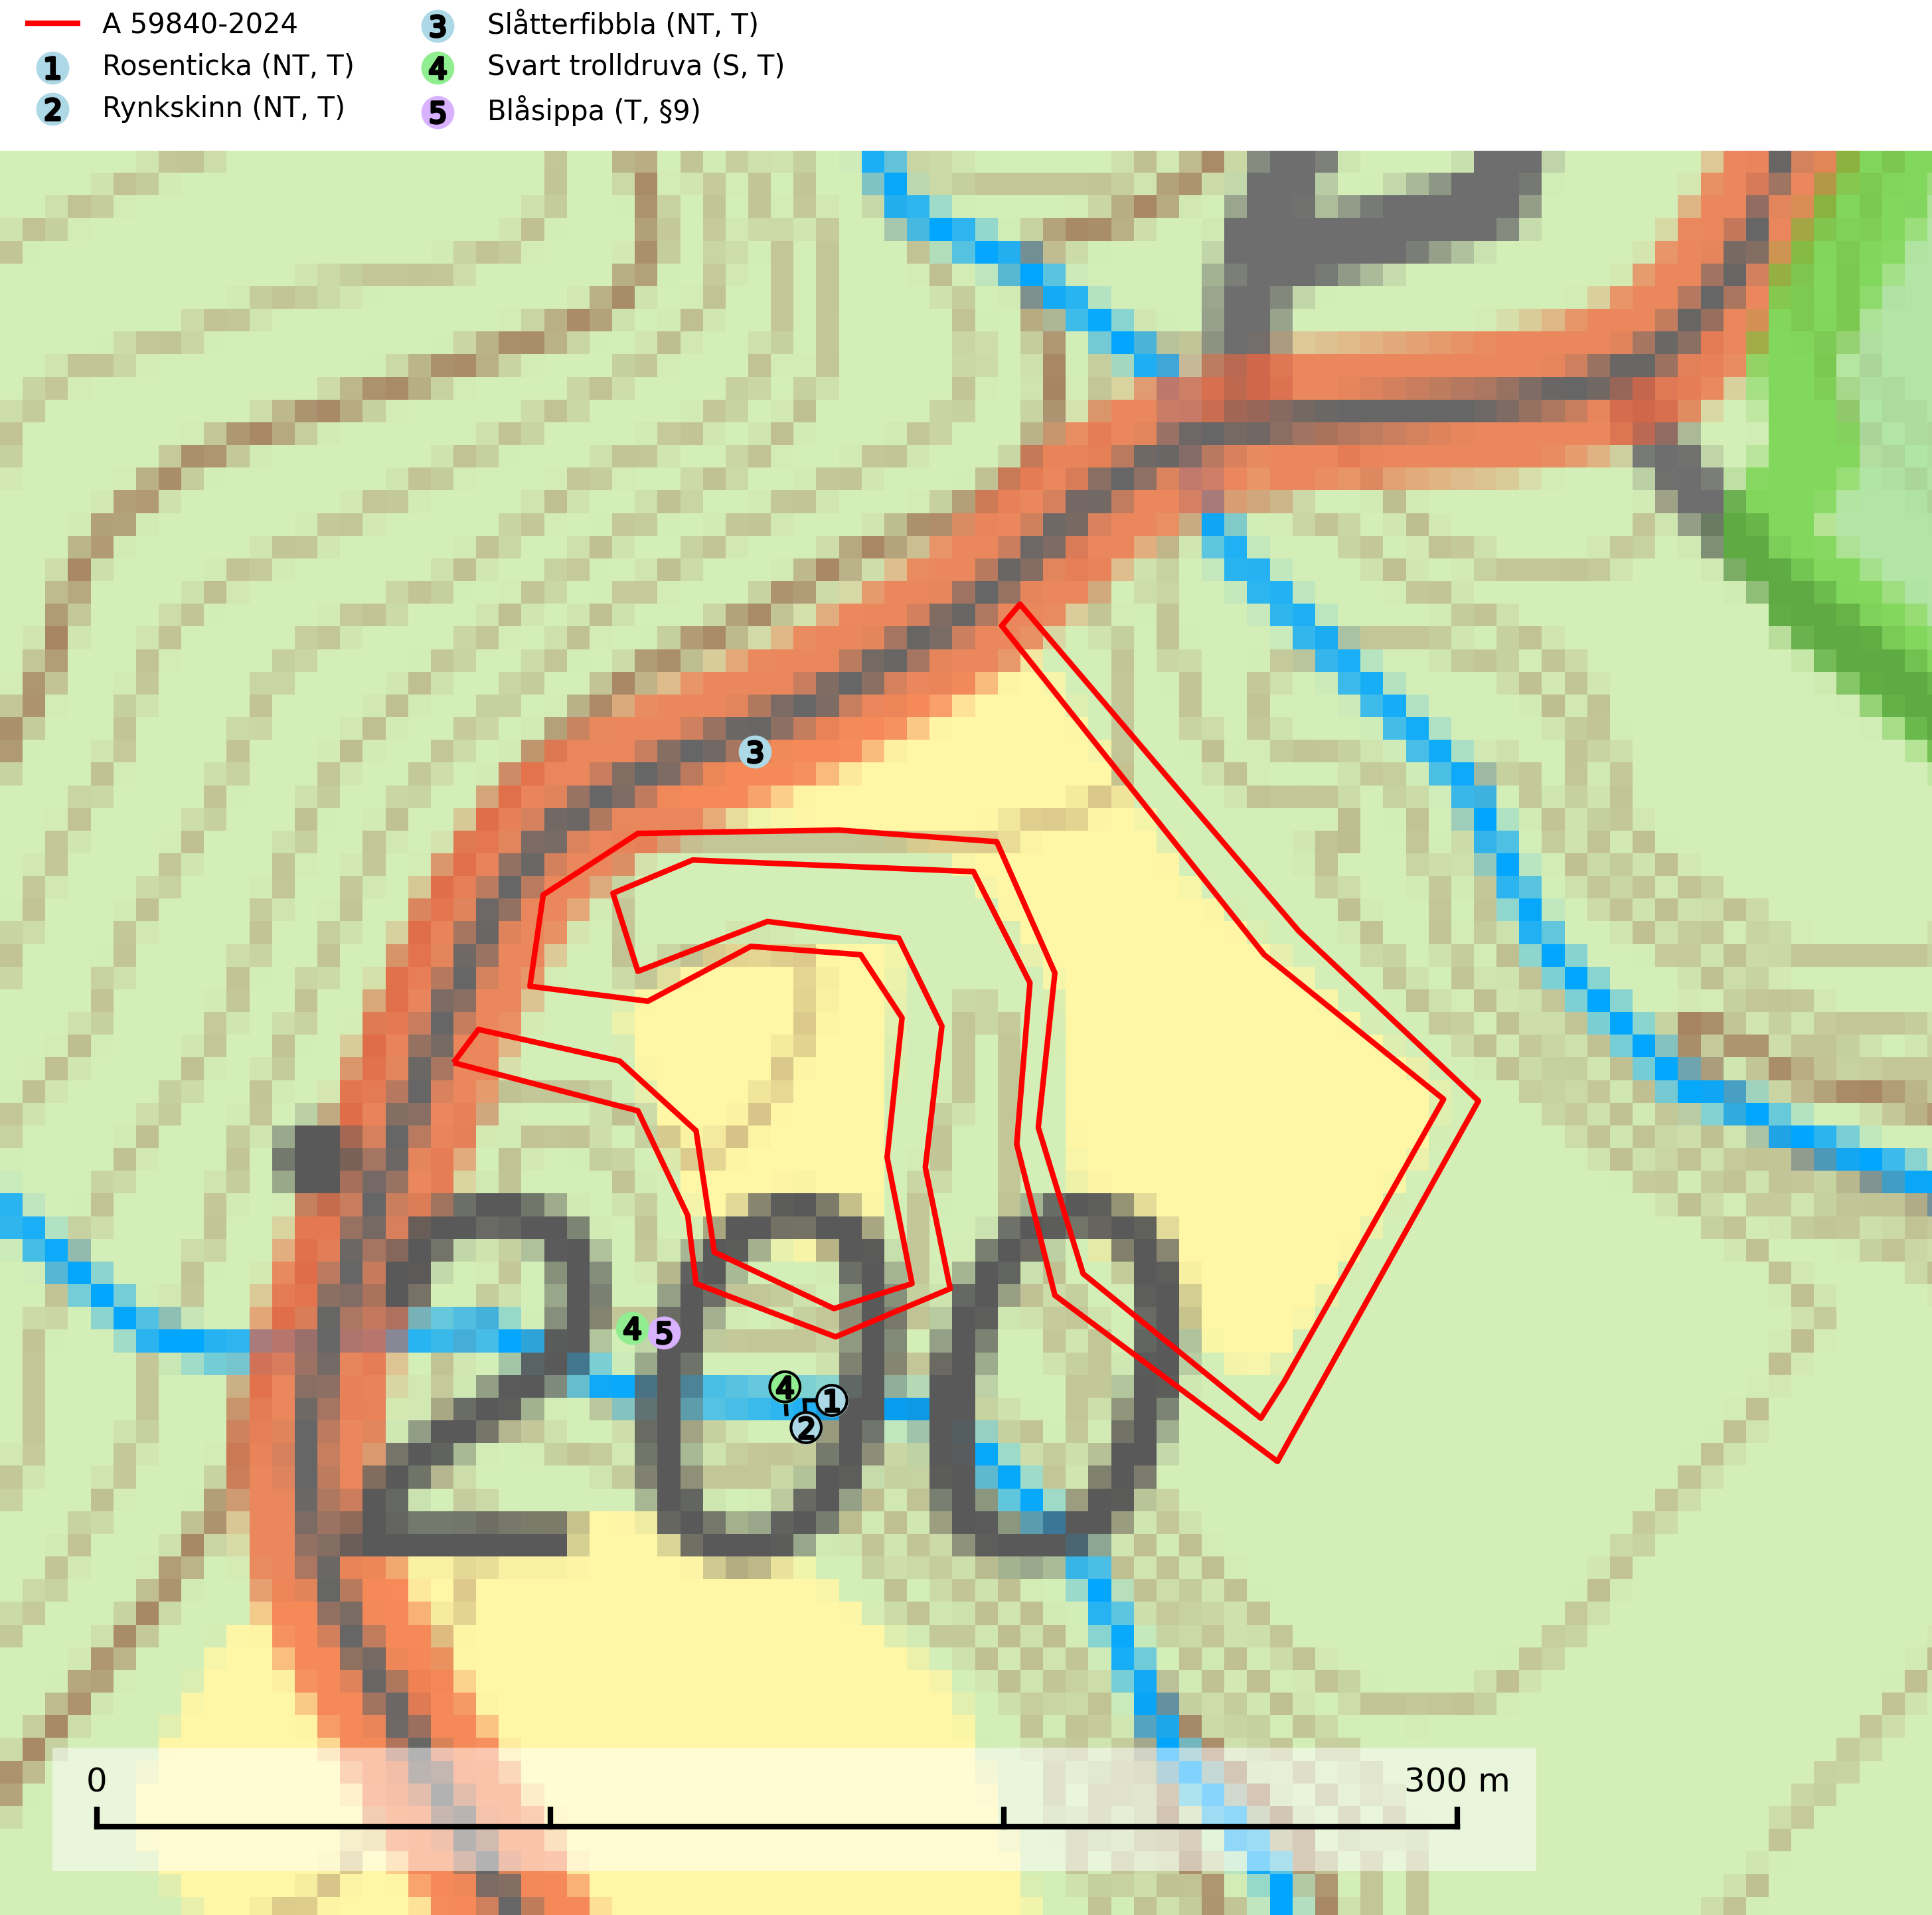 A 59840-2024
1 Rosenticka (NT, T)
2 Rynkskinn (NT, T)
3 Slåtterfibbla (NT, T)
4 Svart trolldruva (S, T)
5 Blåsippa (T, §9)
3
4 5
4 1
2
200
0 300 m